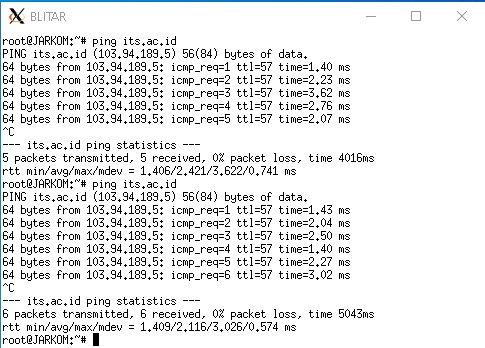 BLITAR
root@JARKOM:~# ping its.ac.id
PING its.ac.id (103.94.189.5) 56(84) bytes of data.
64 bytes from 103.94.189.5: icmp_req=1 ttl=57 time=1.40 ms
64 bytes from 103.94.189.5: icmp_req=2 ttl=57 time=2.23 ms
64 bytes from 103.94.189.5: icmp_req=3 ttl=57 time=3.62 ms
64 bytes from 103.94.189.5: icmp_req=4 ttl=57 time=2.76 ms
64 bytes from 103.94.189.5: icmp_req=5 ttl=57 time=2.07 ms
^C
--- its.ac.id ping statistics ---
5 packets transmitted, 5 received, 0% packet loss, time 4016ms
rtt min/avg/max/mdev = 1.406/2.421/3.622/0.741 ms
root@JARKOM:~# ping its.ac.id
PING its.ac.id (103.94.189.5) 56(84) bytes of data.
64 bytes from 103.94.189.5: icmp_req=1 ttl=57 time=1.43 ms
64 bytes from 103.94.189.5: icmp_req=2 ttl=57 time=2.04 ms
64 bytes from 103.94.189.5: icmp_req=3 ttl=57 time=2.50 ms
64 bytes from 103.94.189.5: icmp_req=4 ttl=57 time=1.40 ms
64 bytes from 103.94.189.5: icmp_req=5 ttl=57 time=2.27 ms
64 bytes from 103.94.189.5: icmp_req=6 ttl=57 time=3.02 ms
^C
--- its.ac.id ping statistics ---
6 packets transmitted, 6 received, 0% packet loss, time 5043ms
rtt min/avg/max/mdev = 1.409/2.116/3.026/0.574 ms
root@JARKOM:~#